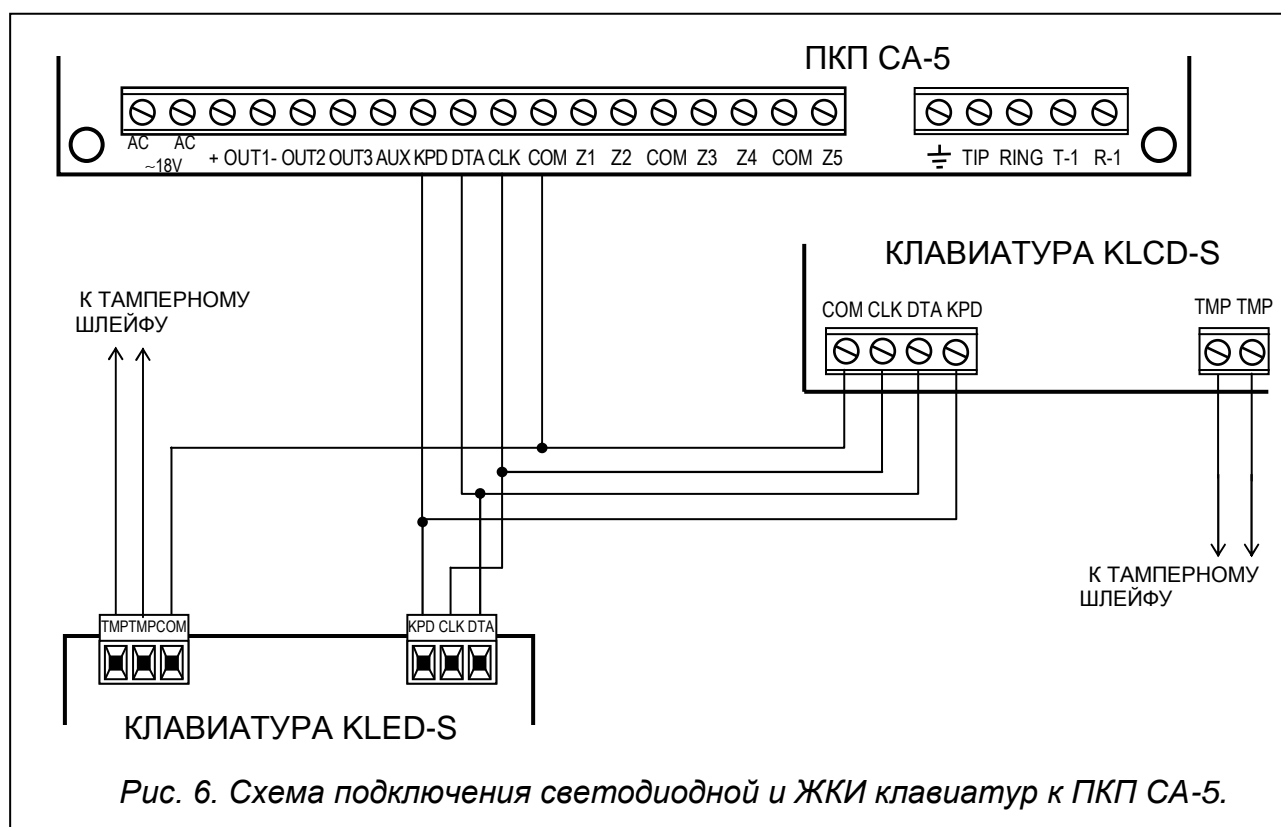 ПКП CA-5
AC AC
~18V
+ OUT1- OUT2 OUT3 AUX KPD DTA CLK COM Z1 Z2 COM Z3 Z4 COM Z5
TIP RING T-1 R-1
КЛАВИАТУРА KLCD-S
COM CLK DTA KPD
TMP TMP
К ТАМПЕРНОМУ
ШЛЕЙФУ
К ТАМПЕРНОМУ
ШЛЕЙФУ
TMPTMPCOM
KPD CLK DTA
КЛАВИАТУРА KLED-S
Рис. 6. Схема подключения светодиодной и ЖКИ клавиатур к ПКП CA-5.